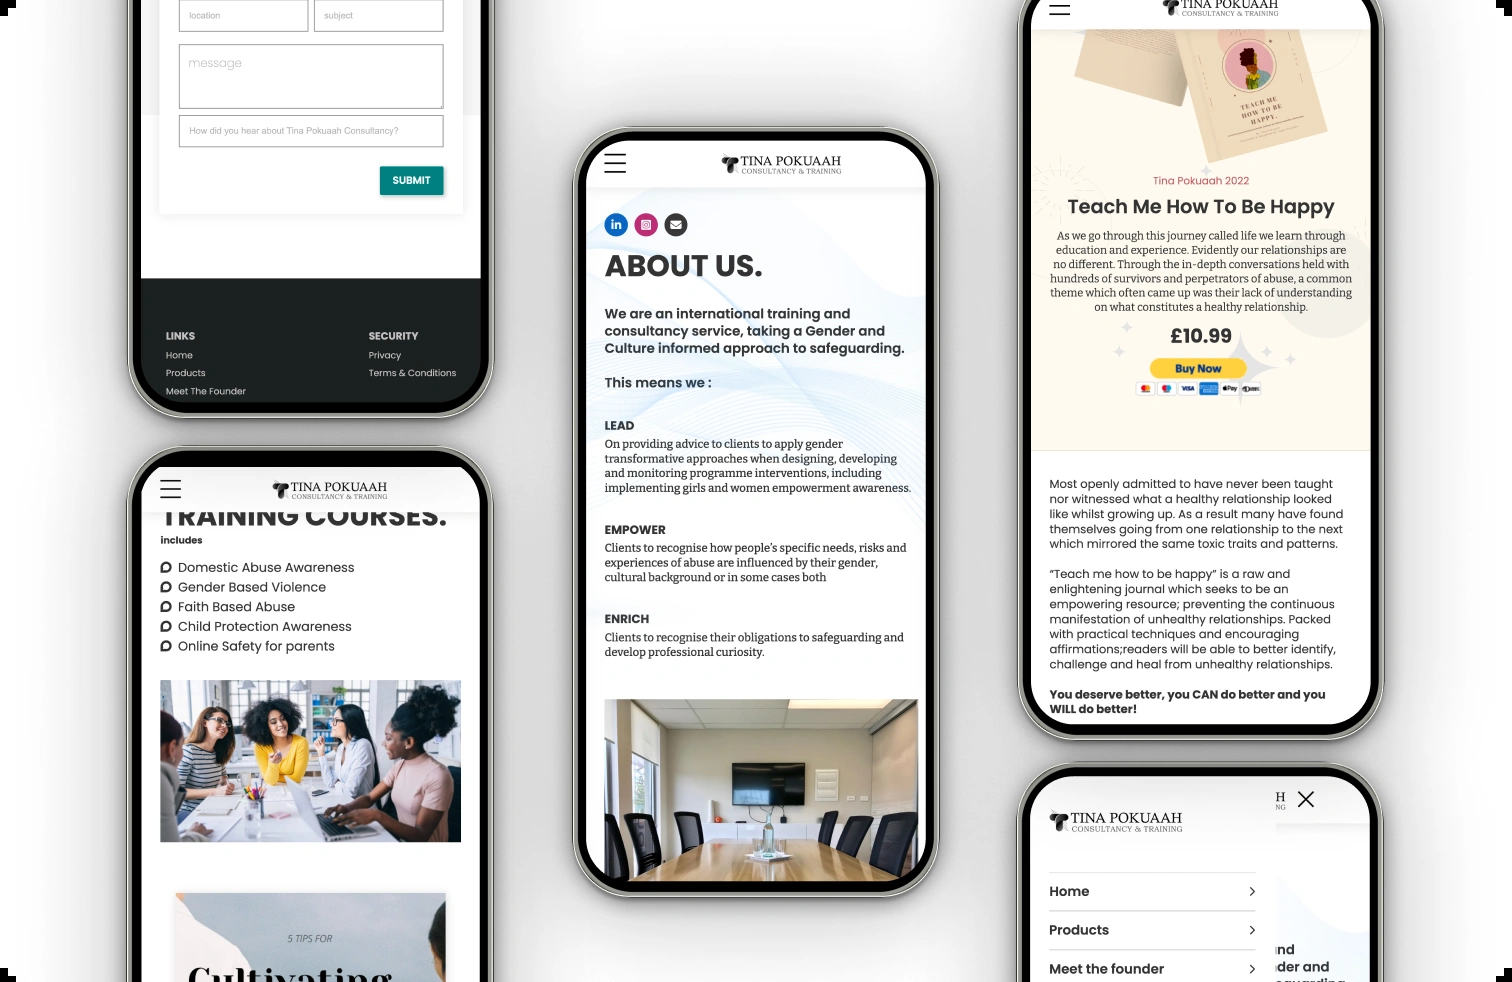 location
subject
message
How did you hear about Tina Pokuaah Consultancy?
SUBMIT
LINKS
Home
Products
Meet The Founder
SECURITY
Privacy
Terms & Conditions
TINA POKUAAH
CONSULTANCY & TRAINING
TRAINING COURSES.
includes
Domestic Abuse Awareness
Gender Based Violence
Faith Based Abuse
Child Protection Awareness
Online Safety for parents
5 TIPS FOR
Cultivating
TINA POKUAAH
CONSULTANCY & TRAINING
in
ABOUT US.
We are an international training and
consultancy service, taking a Gender and
Culture informed approach to safeguarding.
This means we :
LEAD
On providing advice to clients to apply gender
transformative approaches when designing, developing
and monitoring programme interventions, including
implementing girls and women empowerment awareness.
EMPOWER
Clients to recognise how people's specific needs, risks and
experiences of abuse are influenced by their gender,
cultural background or in some cases both
ENRICH
Clients to recognise their obligations to safeguarding and
develop professional curiosity.
TINA POKUAAH
CONSULTANCY & TRAINING
TEACH ME
HOW TO BE
HAPPY.
Tina Pokuaah 2022
Teach Me How To Be Happy
As we go through this journey called life we learn through
education and experience. Evidently our relationships are
no different. Through the in-depth conversations held with
hundreds of survivors and perpetrators of abuse, a common
theme which often came up was their lack of understanding
on what constitutes a healthy relationship.
£10.99
Buy Now
VISA
Pay
Most openly admitted to have never been taught
nor witnessed what a healthy relationship looked
like whilst growing up. As a result many have found
themselves going from one relationship to the next
which mirrored the same toxic traits and patterns.
“Teach me how to be happy” is a raw and
enlightening journal which seeks to be an
empowering resource; preventing the continuous
manifestation of unhealthy relationships. Packed
with practical techniques and encouraging
affirmations;readers will be able to better identify,
challenge and heal from unhealthy relationships.
You deserve better, you CAN do better and you
WILL do better!
TINA POKUAAH
CONSULTANCY & TRAINING
H
NG
Home
Products
Meet the founder
nd
der and